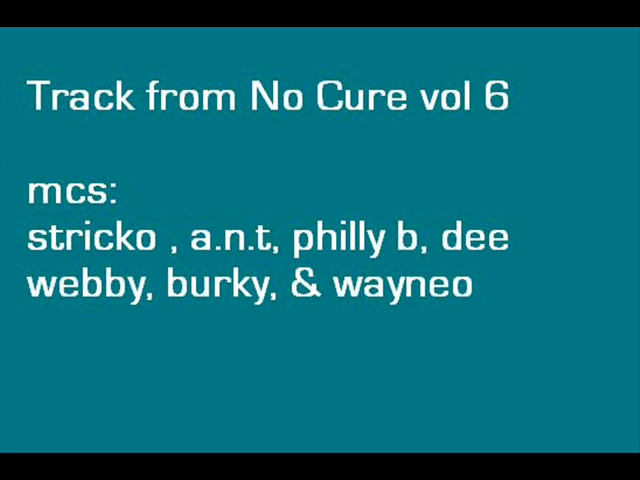 Track from No Cure vol 6
mcs:
stricko , a.n.t, philly b, dee
webby, burky, & wayneo